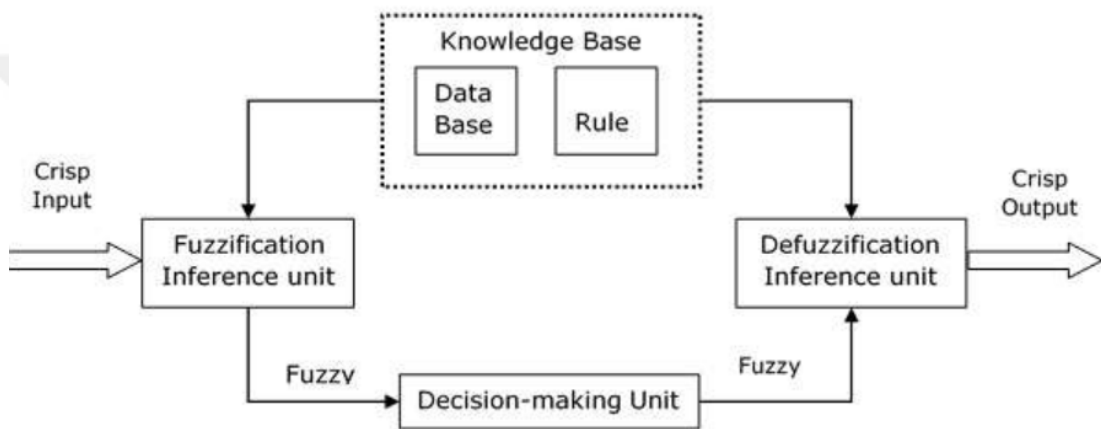 Knowledge Base
Data
Base
Rule
Crisp
Input
Crisp
Output
Fuzzification
Inference unit
Defuzzification
Inference unit
Fuzzy
Decision-making Unit
Fuzzy